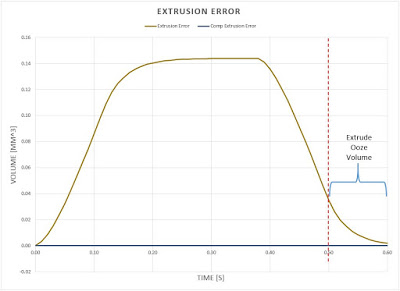 EXTRUSION ERROR
Extrusion Error
Comp Extrusion Error
VOLUME [MM^3]
0.16
0.14
0.12
0.10
0.08
0.06
0.04
0.02
0.00
-0.02
Extrude
Ooze
Volume
0.00 0.10 0.20 0.30 0.40 0.50 0.60
TIME [S]